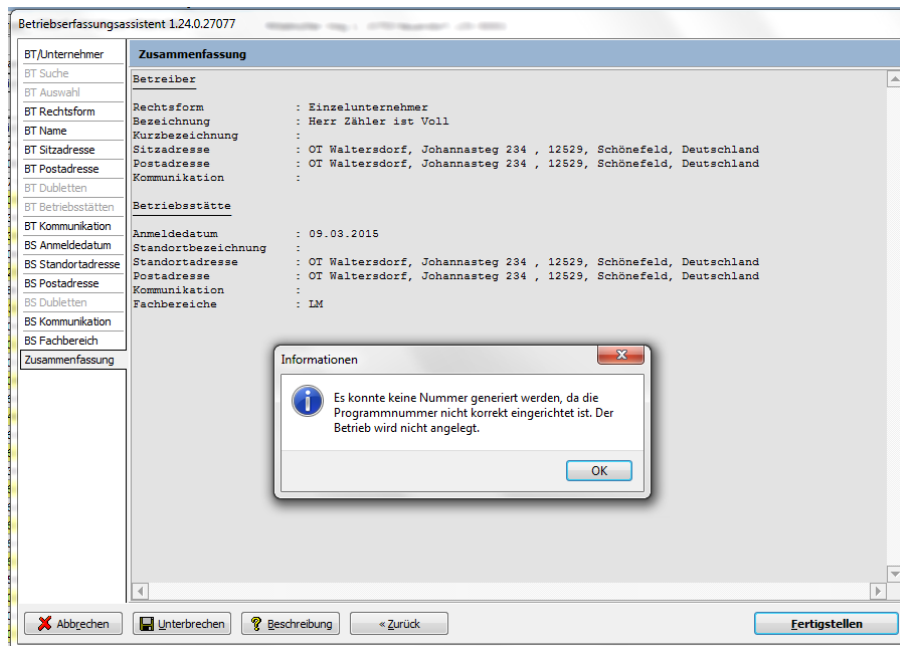 Betriebserfassungsassistent 1.24.0.27077
BT/Unternehmer
BT Suche
BT Auswahl
BT Rechtsform
BT Name
BT Sitzadresse
BT Postadresse
BT Dubletten
BT Betriebsstätten
BT Kommunikation
BS Anmeldedatum
BS Standortadresse
BS Postadresse
BS Dubletten
BS Kommunikation
BS Fachbereich
Zusammenfassung
Zusammenfassung
Betreiber
Rechtsform : Einzelunternehmer
Bezeichnung : Herr Zähler ist Voll
Kurzbezeichnung :
Sitzadresse : OT Waltersdorf, Johannasteg 234 , 12529, Schönefeld, Deutschland
Postadresse : OT Waltersdorf, Johannasteg 234 , 12529, Schönefeld, Deutschland
Kommunikation :
Betriebsstätte
Anmeldedatum : 09.03.2015
Standortbezeichnung :
Standortadresse : OT Waltersdorf, Johannasteg 234 , 12529, Schönefeld, Deutschland
Postadresse : OT Waltersdorf, Johannasteg 234 , 12529, Schönefeld, Deutschland
Kommunikation :
Fachbereiche : LM
Informationen
Es konnte keine Nummer generiert werden, da die
Programmnummer nicht korrekt eingerichtet ist. Der
Betrieb wird nicht angelegt.
OK
Abbrechen
Unterbrechen
Beschreibung
« Zurück
Fertigstellen